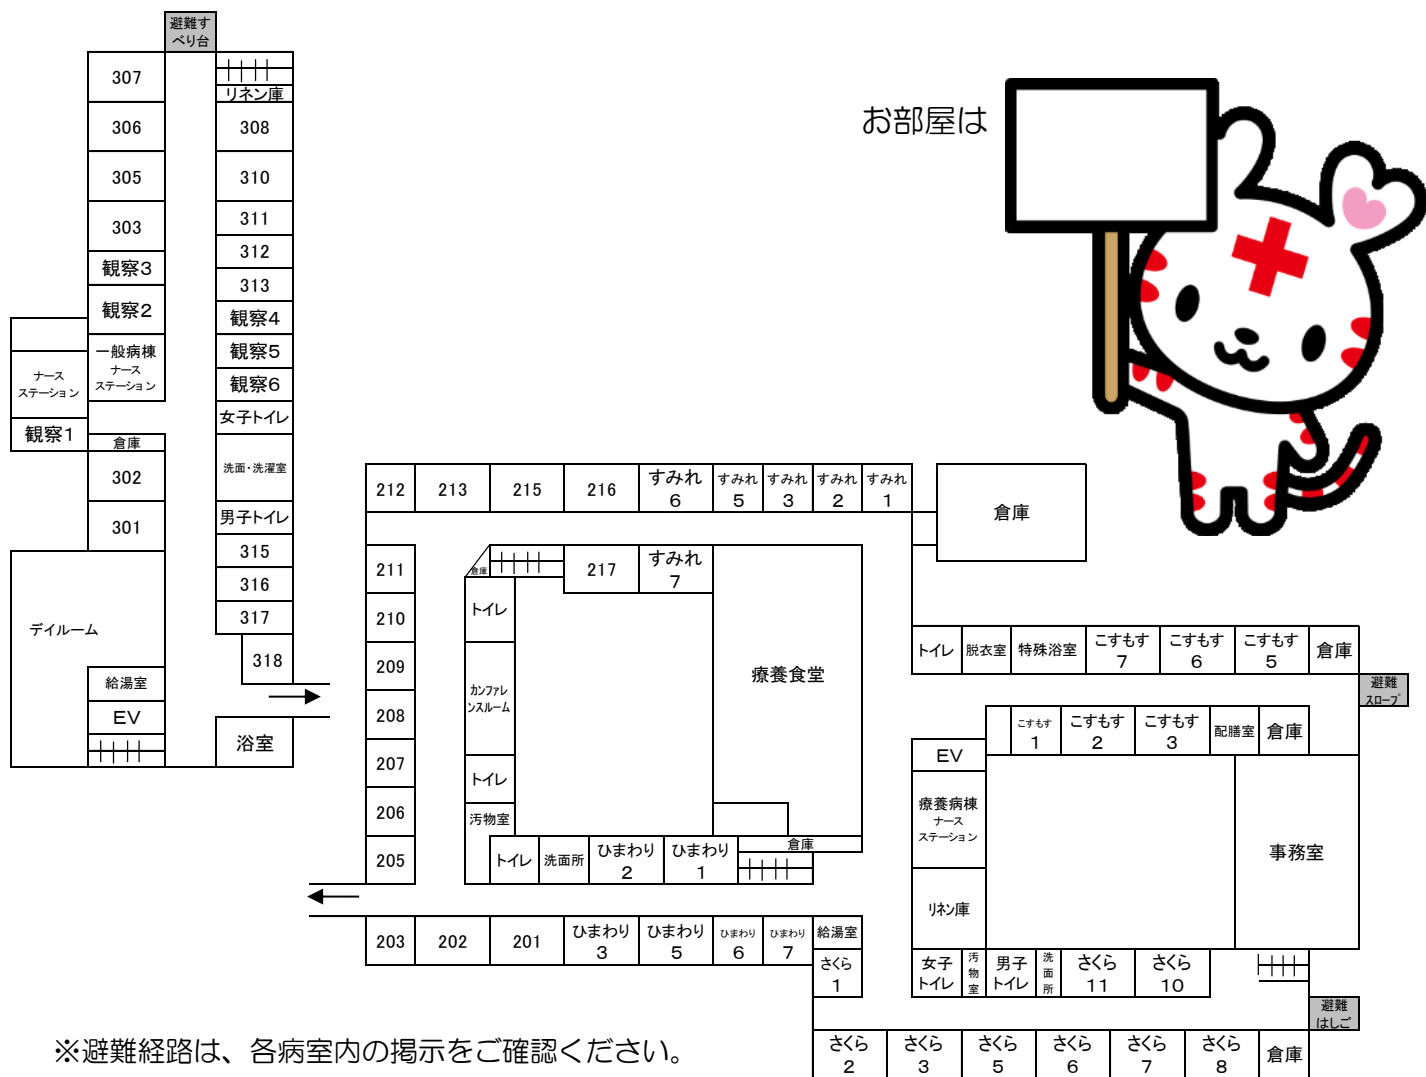 避難す
べり台
307
リネン庫
306
308
305
310
303
311
312
観察3
313
観察2
観察4
一般病棟
ナース
ステーション
観察5
ナース
ステーション
観察6
女子トイレ
観察1
倉庫
302
洗面・洗濯室
301
男子トイレ
315
316
317
デイルーム
318
給湯室
EV
浴室
お部屋は
212
213
215
216
すみれ
6
すみれ
5
すみれ
3
すみれ
2
すみれ
1
倉庫
211
倉庫
217
すみれ
7
210
トイレ
209
カンファレ
ンスルーム
療養食堂
208
207
トイレ
206
汚物室
205
トイレ
洗面所
ひまわり
2
ひまわり
1
倉庫
203
202
201
ひまわり
3
ひまわり
5
ひまわり
6
ひまわり
7
給湯室
さくら
1
トイレ
脱衣室
特殊浴室
こすもす
7
こすもす
6
こすもす
5
倉庫
避難
スロープ
こすもす
1
こすもす
2
こすもす
3
配膳室
倉庫
EV
療養病棟
ナース
ステーション
事務室
リネン庫
女子
トイレ
汚
物
室
男子
トイレ
洗
面
所
さくら
11
さくら
10
避難
はしご
さくら
2
さくら
3
さくら
5
さくら
6
さくら
7
さくら
8
倉庫
※避難経路は、各病室内の掲示をご確認ください。